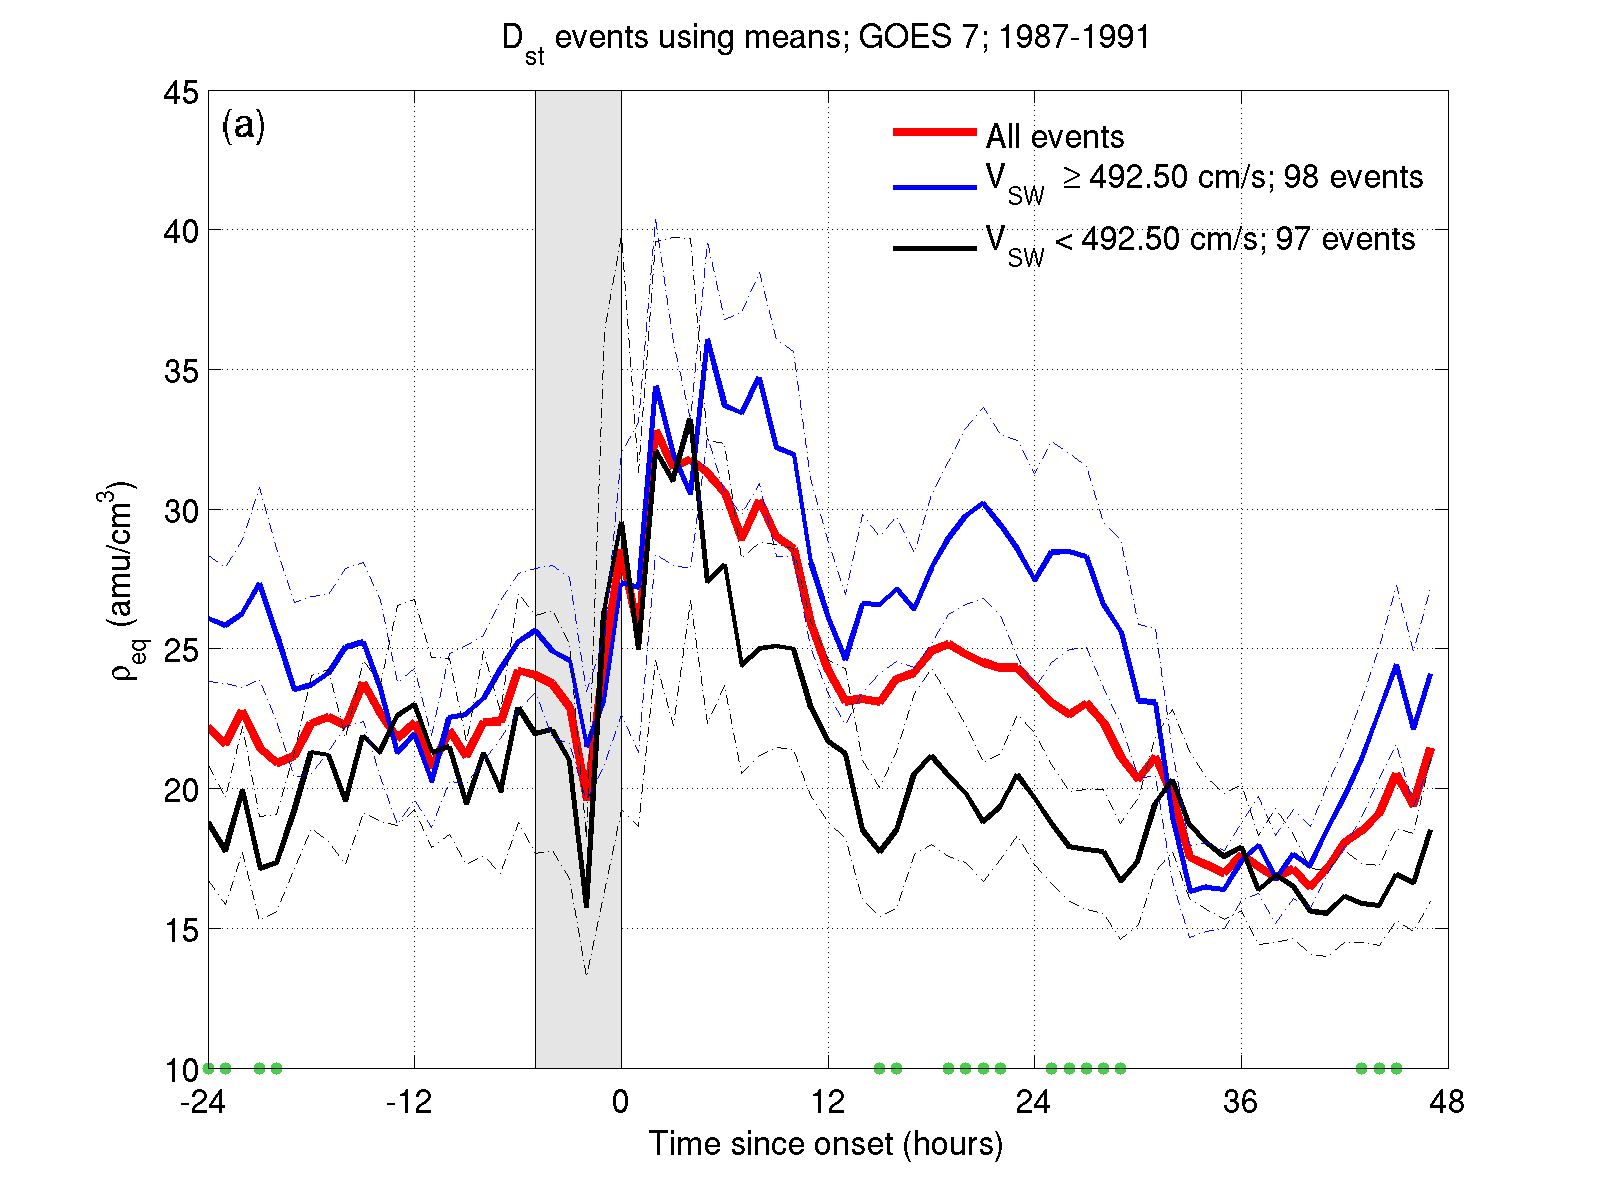 Dst events using means; GOES 7; 1987-1991
(a)
All events
VSW ≥ 492.50 cm/s; 98 events
VSW < 492.50 cm/s; 97 events
45
40
35
30
25
20
15
10
ρeq (amu/cm3)
-24 -12 0 12 24 36 48
Time since onset (hours)